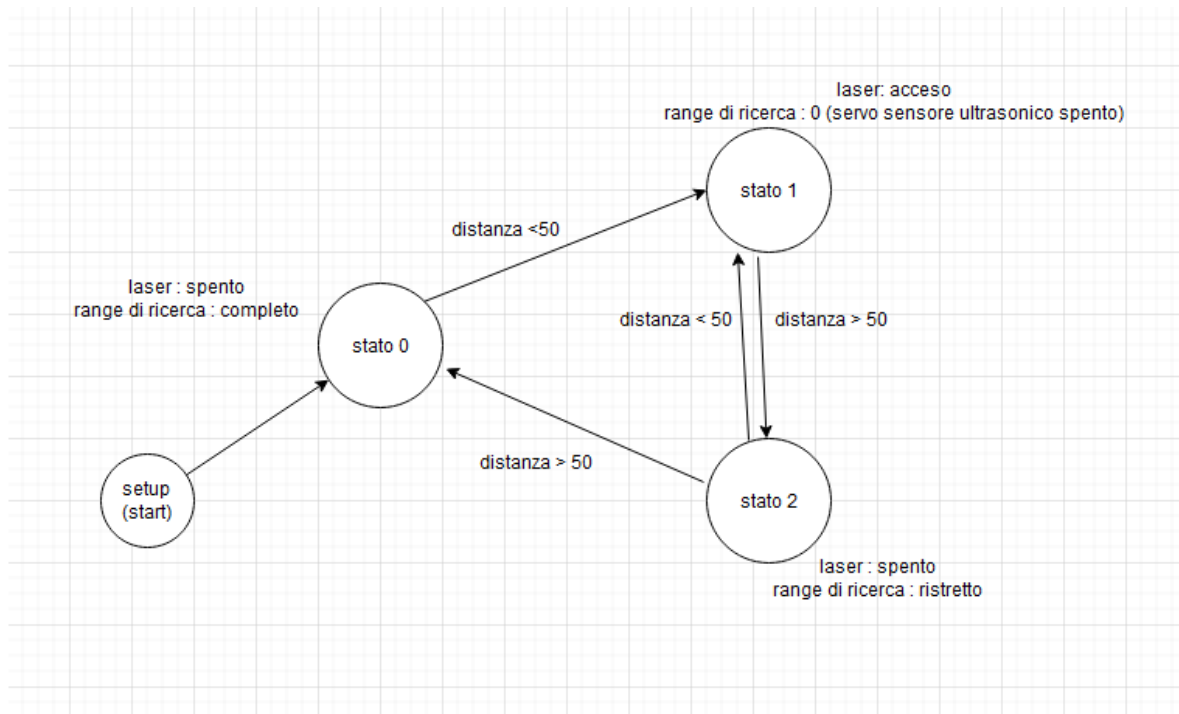 laser: acceso
range di ricerca : 0 (servo sensore ultrasonico spento)
stato 1
distanza <50
laser : spento
range di ricerca : completo
stato 0
distanza < 50
distanza > 50
distanza > 50
setup
(start)
stato 2
laser : spento
range di ricerca : ristretto